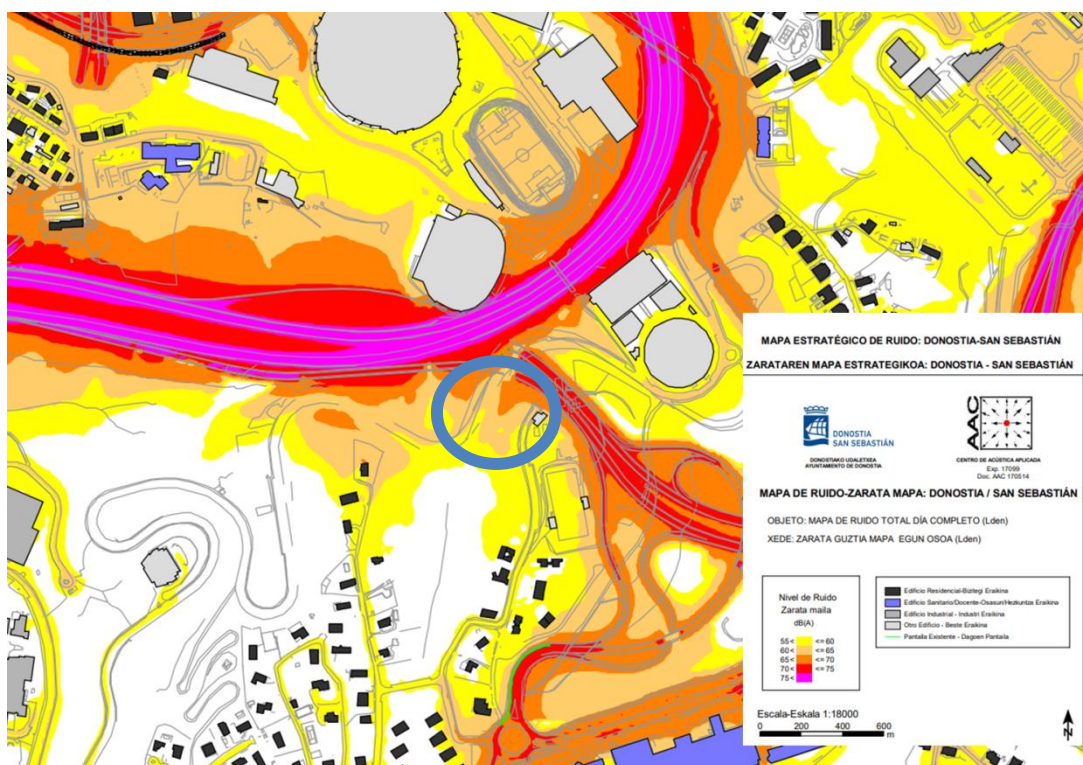 MAPA ESTRATÉGICO DE RUIDO: DONOSTIA-SAN SEBASTIÁN
ZARATAREN MAPA ESTRATEGIKOA: DONOSTIA - SAN SEBASTIÁN
DONOSTIA
SAN SEBASTIÁN
DONOSTIAKO UDALETXEA
AYUNTAMIENTO DE DONOSTIA
AAC
CENTRO DE ACÚSTICA APLICADA
Exp. 17099
Doc. AAC 170514
MAPA DE RUIDO-ZARATA MAPA: DONOSTIA / SAN SEBASTIÁN
OBJETO: MAPA DE RUIDO TOTAL DÍA COMPLETO (Lden)
XEDE: ZARATA GUZTIA MAPA EGUN OSOA (Lden)
Nivel de Ruido
Zarata maila
dB(A)
55 < <= 60
60 < <= 65
65 < <= 70
70 < <= 75
75 <
Edificio Residencial-Bizitegi Eraikina
Edificio Sanitario/Docente-Osasun/Hezkuntza Eraikina
Edificio Industrial - Industri Eraikina
Otro Edificio - Beste Eraikina
Pantalla Existente - Dagoen Pantaila
Escala-Eskala 1:18000
0 200 400 600
m
N